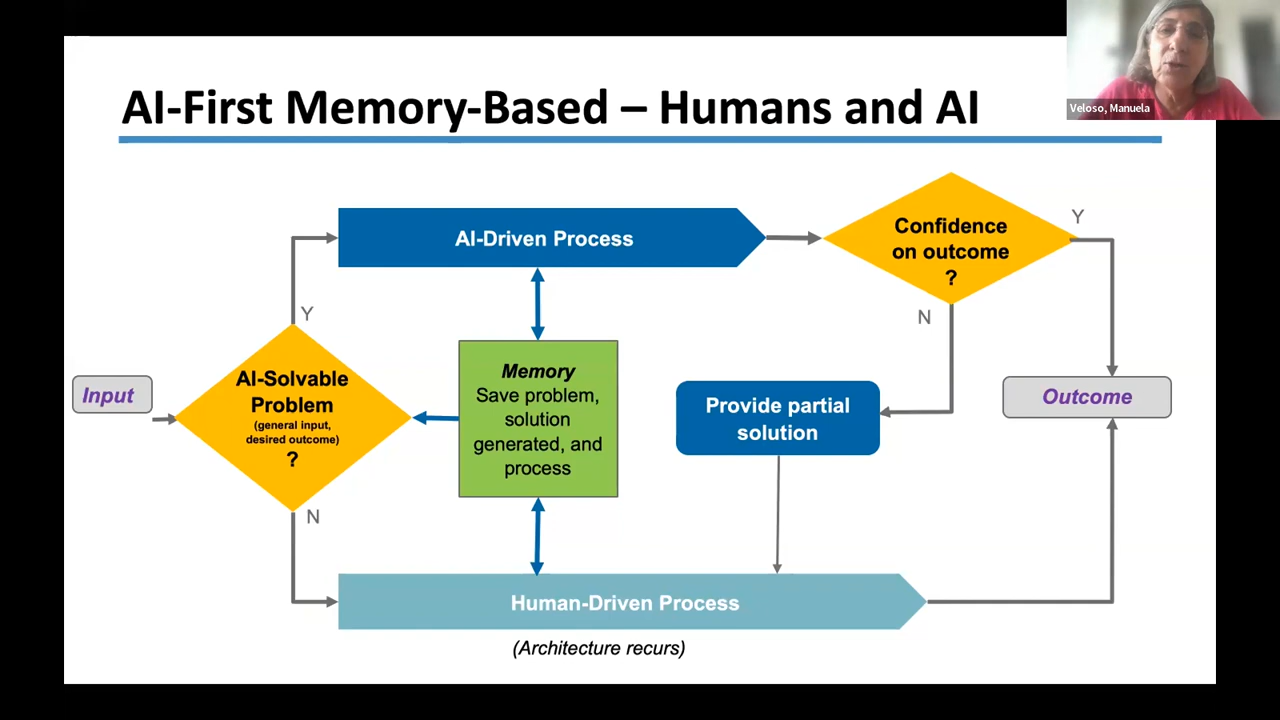 AI-First Memory-Based – Humans and AI
Veloso, Manuela
AI-Driven Process
Confidence
on outcome
?
Y
N
Y
Input
AI-Solvable
Problem
(general input,
desired outcome)
?
N
Memory
Save problem,
solution
generated, and
process
Provide partial
solution
Outcome
Human-Driven Process
(Architecture recurs)